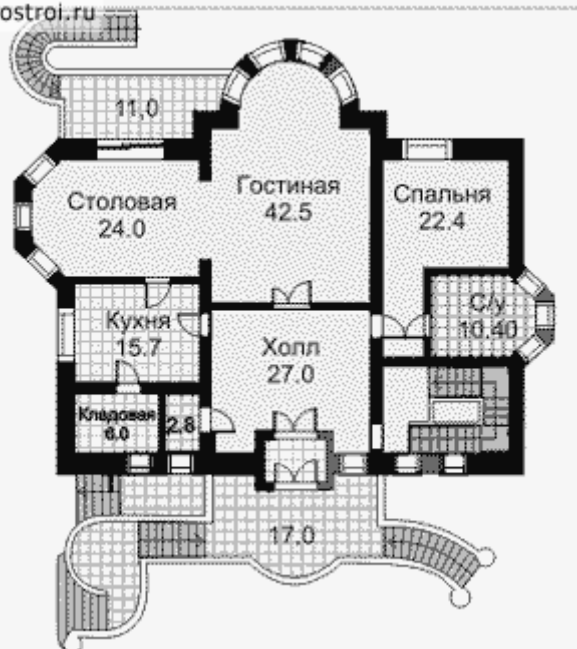 ostroi.ru
11,0
Столовая
24.0
Гостиная
42.5
Спальня
22.4
С/у
10.40
Кухня
15.7
Холл
27.0
Кладовая
6.0
2.8
17.0